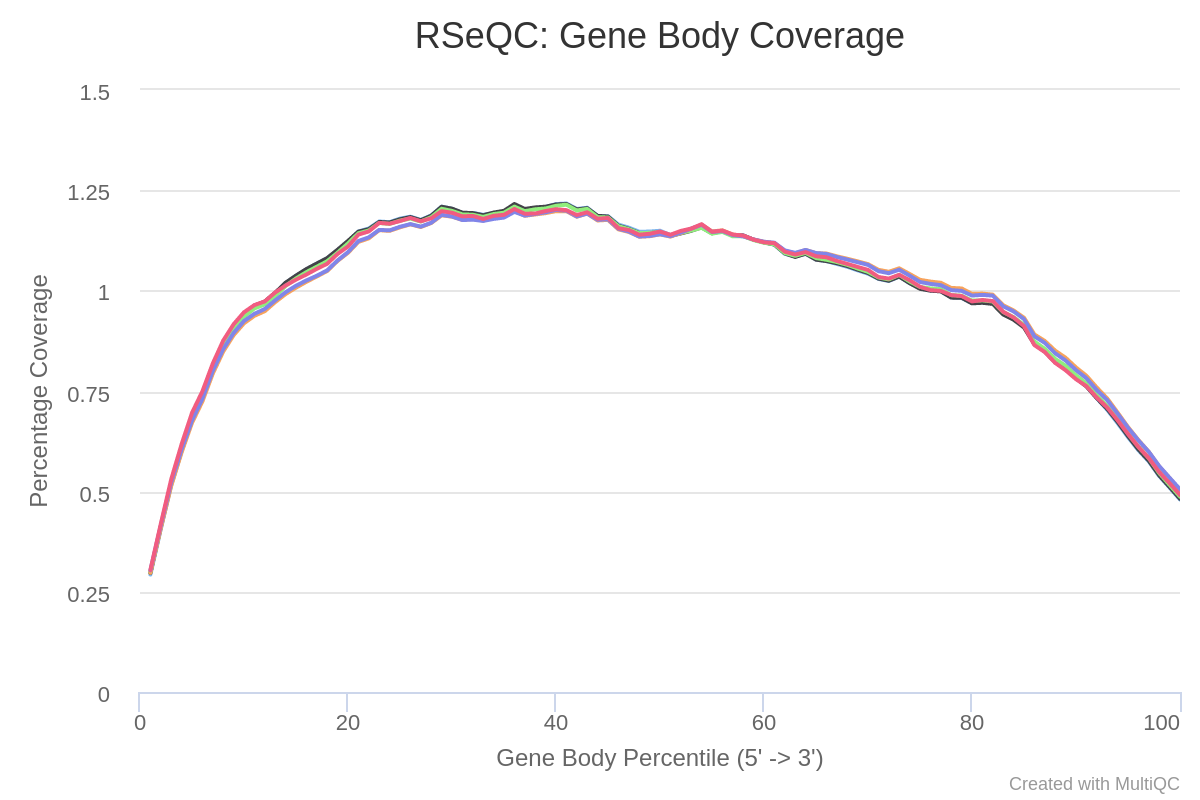 RSeQC: Gene Body Coverage
1.5
1.25
1
0.75
0.5
0.25
0
Percentage Coverage
0 20 40 60 80 100
Gene Body Percentile (5' -> 3')
Created with MultiQC